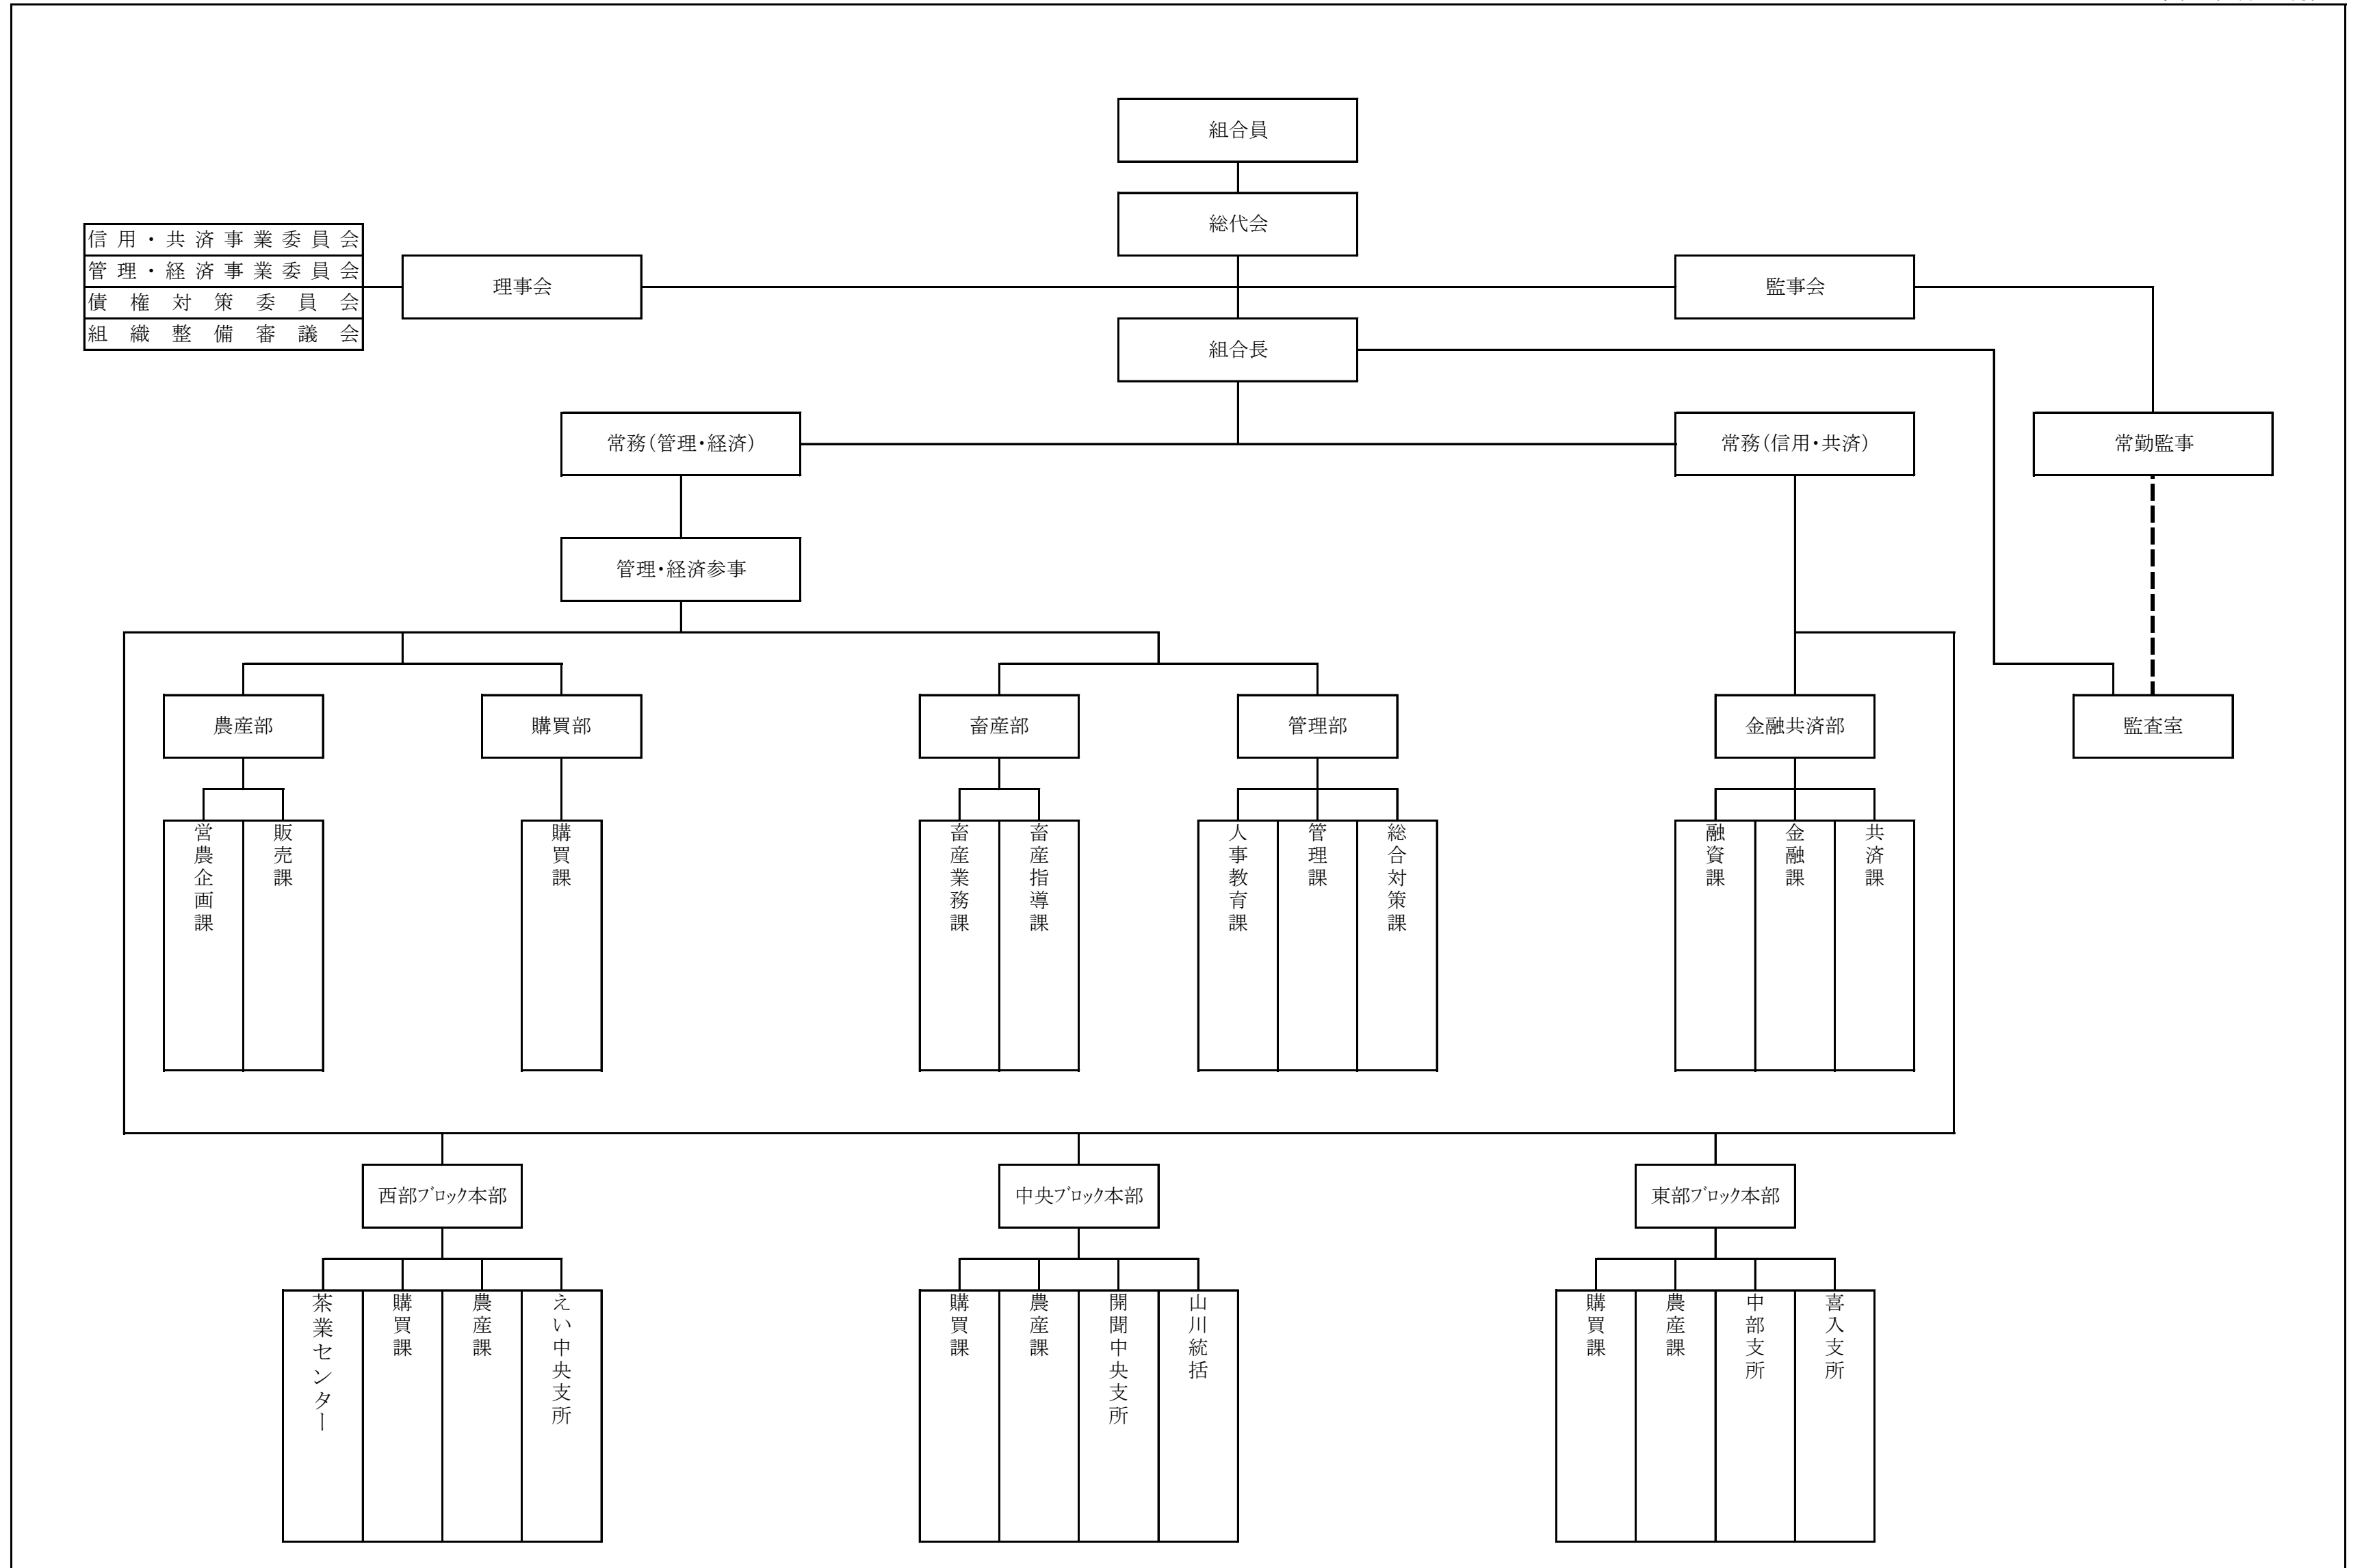 組合員
総代会
信用・共済事業委員会
管理・経済事業委員会
債権対策委員会
組織整備審議会
理事会
監事会
組合長
常務(管理・経済)
常務(信用・共済)
常勤監事
管理・経済参事
農産部
購買部
畜産部
管理部
金融共済部
監査室
営農企画課
販売課
購買課
畜産業務課
畜産指導課
人事教育課
管理課
総合対策課
融資課
金融課
共済課
西部ﾌﾞﾛｯｸ本部
中央ﾌﾞﾛｯｸ本部
東部ﾌﾞﾛｯｸ本部
茶業センター
購買課
農産課
えい中央支所
購買課
農産課
開聞中央支所
山川統括
購買課
農産課
中部支所
喜入支所